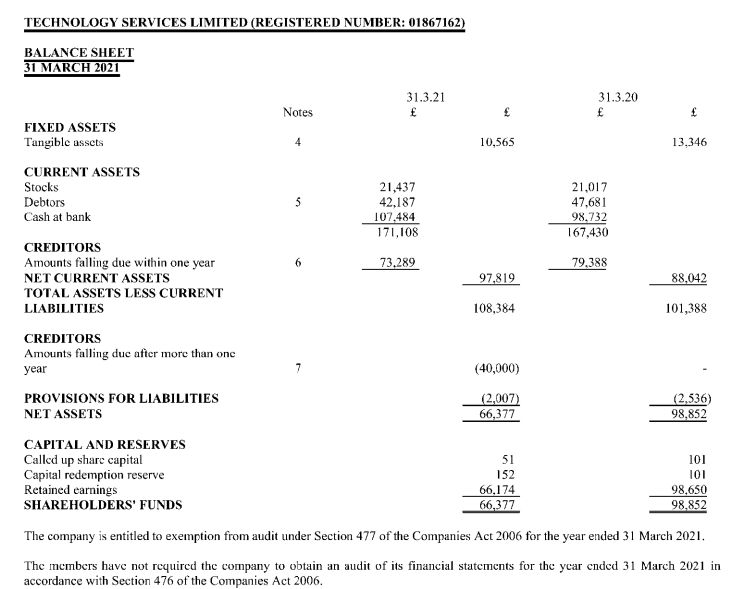 TECHNOLOGY SERVICES LIMITED (REGISTERED NUMBER: 01867162)
BALANCE SHEET
31 MARCH 2021
31.3.21 31.3.20
Notes £ £ £ £
FIXED ASSETS
Tangible assets 4 10,565 13,346
CURRENT ASSETS
Stocks 21,437 21,017
Debtors 5 42,187 47,681
Cash at bank 107,484 98,732
171,108 167,430
CREDITORS
Amounts falling due within one year 6 73,289 79,388
NET CURRENT ASSETS 97,819 88,042
TOTAL ASSETS LESS CURRENT
LIABILITIES 108,384 101,388
CREDITORS
Amounts falling due after more than one
year 7 (40,000) -
PROVISIONS FOR LIABILITIES (2,007) (2,536)
NET ASSETS 66,377 98,852
CAPITAL AND RESERVES
Called up share capital 51 101
Capital redemption reserve 152 101
Retained earnings 66,174 98,650
SHAREHOLDERS' FUNDS 66,377 98,852
The company is entitled to exemption from audit under Section 477 of the Companies Act 2006 for the year ended 31 March 2021.
The members have not required the company to obtain an audit of its financial statements for the year ended 31 March 2021 in
accordance with Section 476 of the Companies Act 2006.